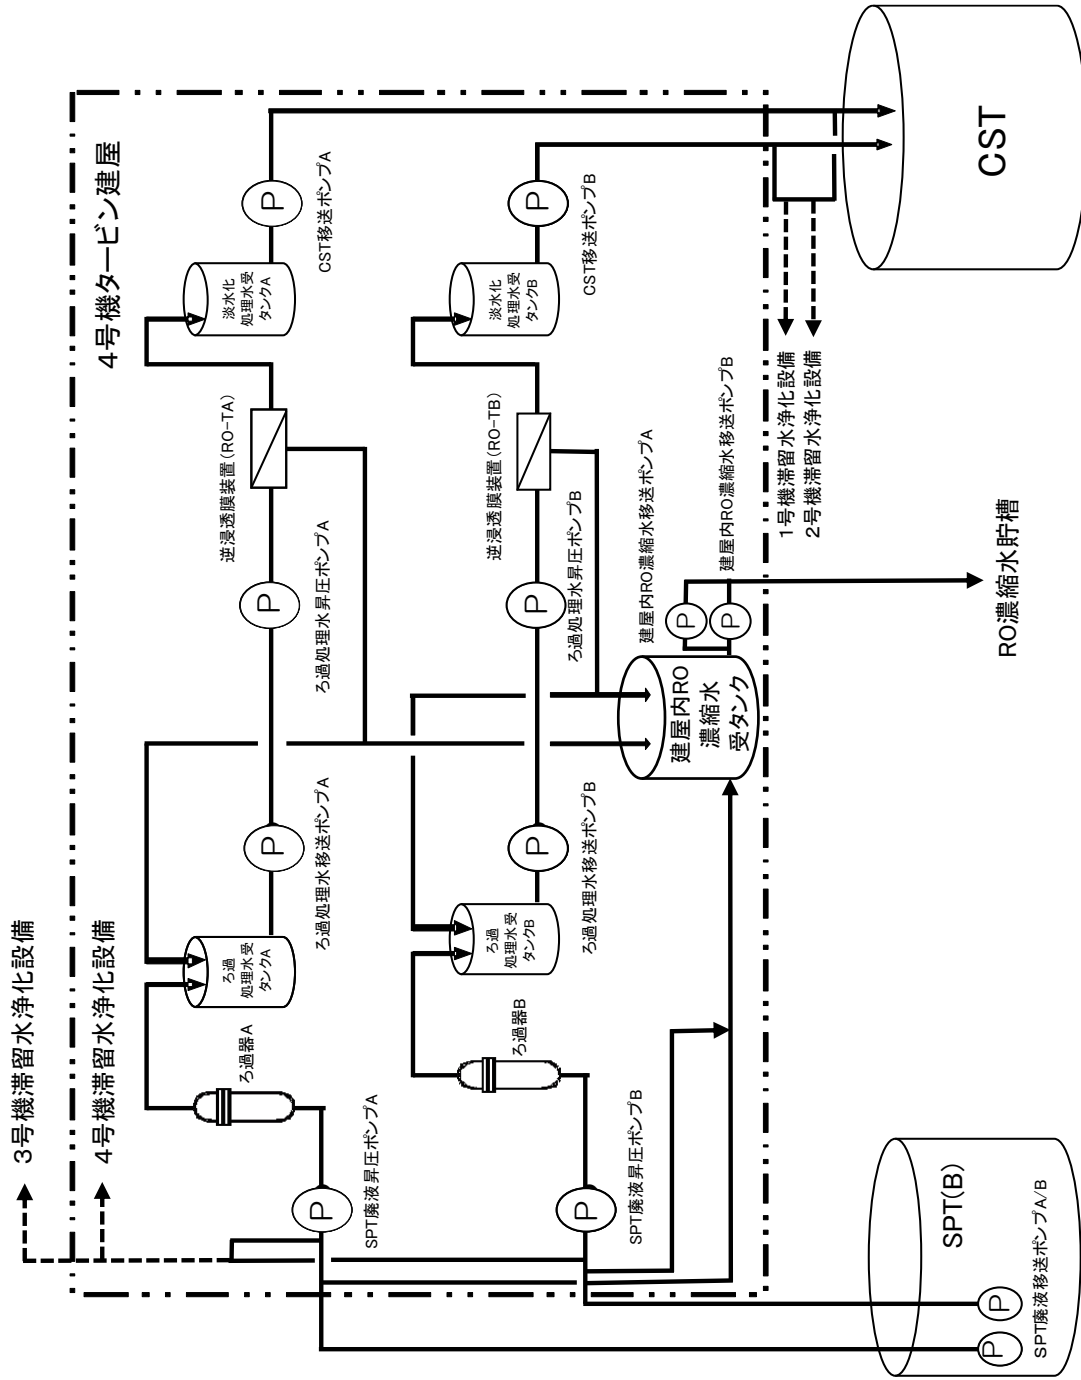 3号機滞留水浄化設備
4号機滞留水浄化設備
4号機タービン建屋
SPT廃液昇圧ポンプA
P
ろ過器A
ろ過
処理水受
タンクA
ろ過処理水移送ポンプA
P
ろ過処理水昇圧ポンプA
P
逆浸透膜装置(RO-TA)
淡水化
処理水受
タンクA
CST移送ポンプA
P
SPT廃液昇圧ポンプB
P
ろ過器B
ろ過
処理水受
タンクB
ろ過処理水移送ポンプB
P
ろ過処理水昇圧ポンプB
P
逆浸透膜装置(RO-TB)
淡水化
処理水受
タンクB
CST移送ポンプB
P
建屋内RO
濃縮水
受タンク
建屋内RO濃縮水移送ポンプA
P
建屋内RO濃縮水移送ポンプB
P
1号機滞留水浄化設備
2号機滞留水浄化設備
SPT(B)
P
P
SPT廃液移送ポンプA/B
RO濃縮水貯槽
CST